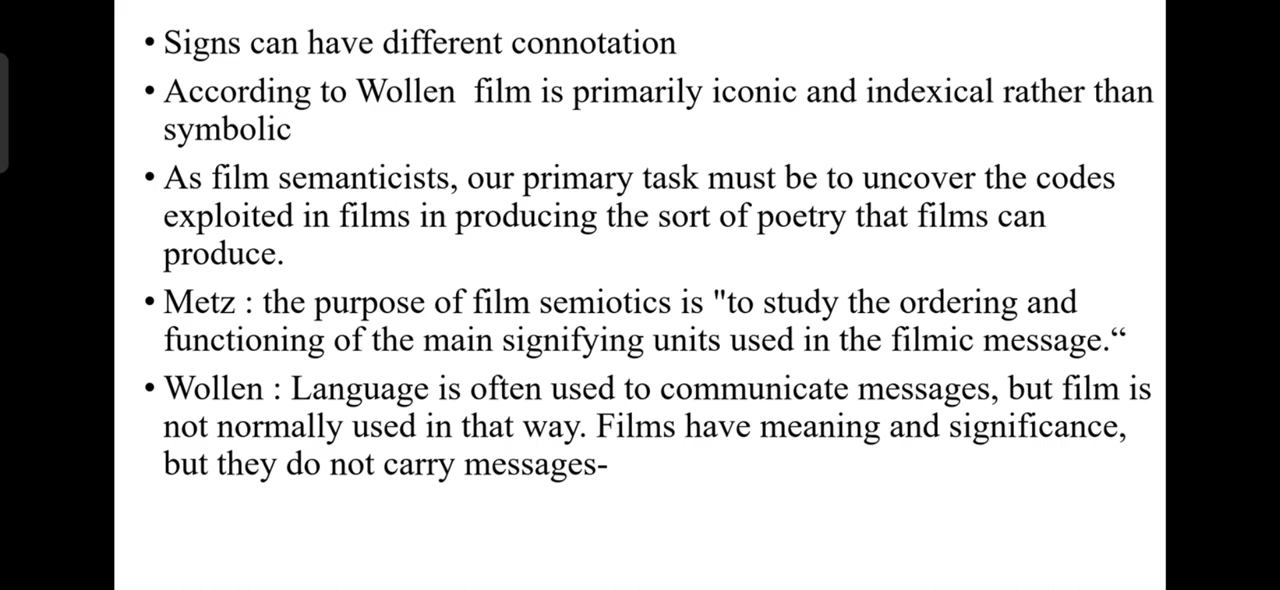 • Signs can have different connotation
• According to Wollen  film is primarily iconic and indexical rather than
symbolic
• As film semanticists, our primary task must be to uncover the codes
exploited in films in producing the sort of poetry that films can
produce.
• Metz : the purpose of film semiotics is "to study the ordering and
functioning of the main signifying units used in the filmic message.“
• Wollen : Language is often used to communicate messages, but film is
not normally used in that way. Films have meaning and significance,
but they do not carry messages-